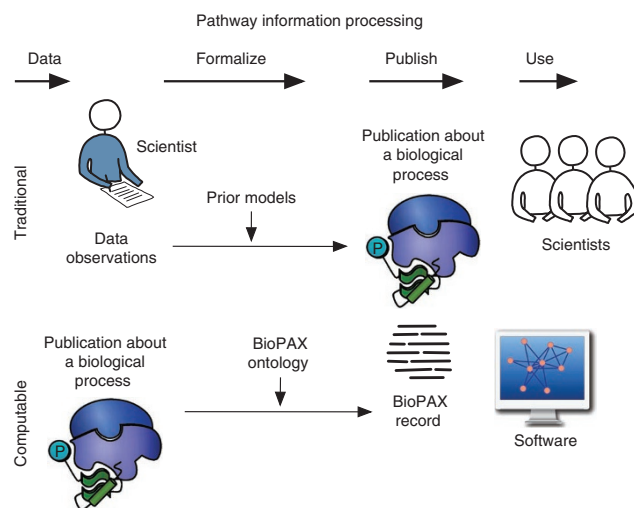 Pathway information processing
Data
Formalize
Publish
Use
Traditional
Scientist
Data
observations
Prior models
Publication about
a biological
process
P
Scientists
Computable
Publication about
a biological
process
P
BioPAX
ontology
BioPAX
record
Software